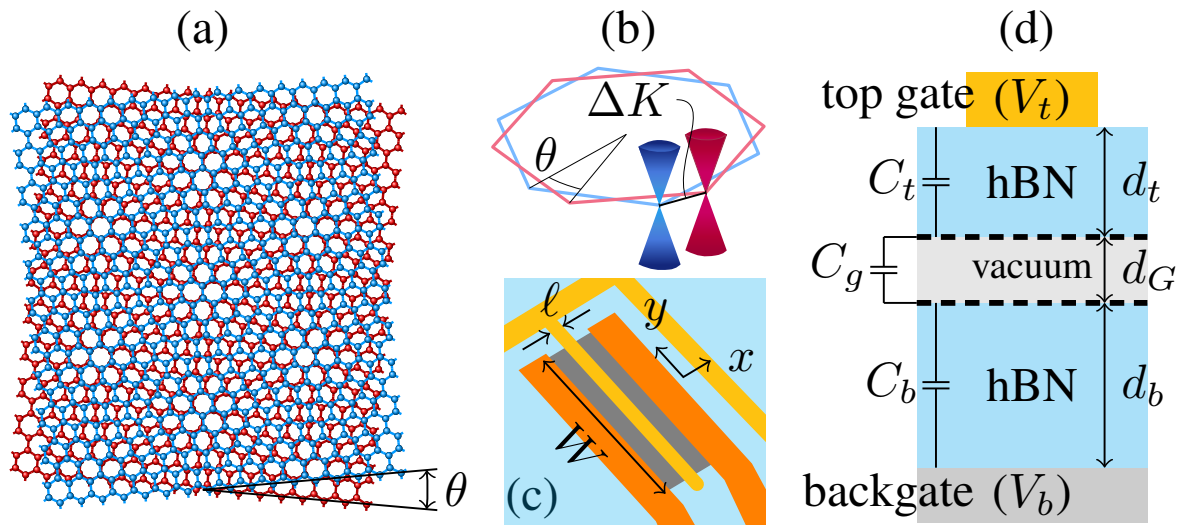 (a)
θ
(b)
ΔK
θ
(c)
ℓ
W
y
x
(d)
top gate (V_t)
C_t
hBN
d_t
C_g
vacuum
d_G
C_b
hBN
d_b
backgate (V_b)